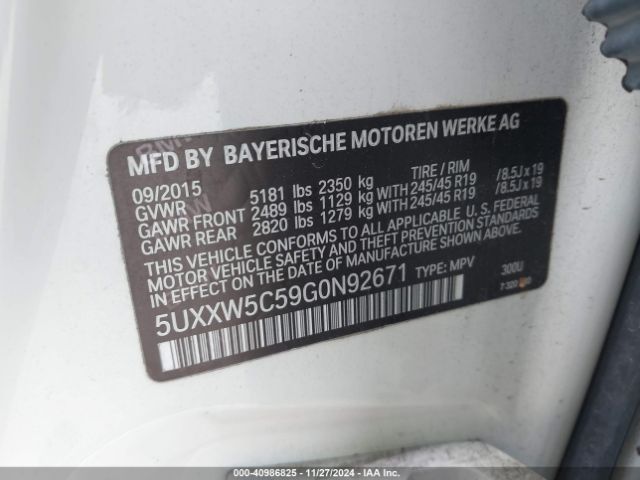 MFD BY BAYERISCHE MOTOREN WERKE AG
09/2015 TIRE / RIM
GVWR 5181 lbs 2350 kg
GAWR FRONT 2489 lbs 1129 kg WITH 245/45 R19 /8.5J x 19
GAWR REAR 2820 lbs 1279 kg WITH 245/45 R19 /8.5J x 19
THIS VEHICLE CONFORMS TO ALL APPLICABLE U.S. FEDERAL
MOTOR VEHICLE SAFETY AND THEFT PREVENTION STANDARDS
IN EFFECT ON THE DATE OF MANUFACTURE SHOWN ABOVE.
5UXXW5C59G0N92671 TYPE: MPV 300U
000-40986825 - 11/27/2024 - IAA Inc.